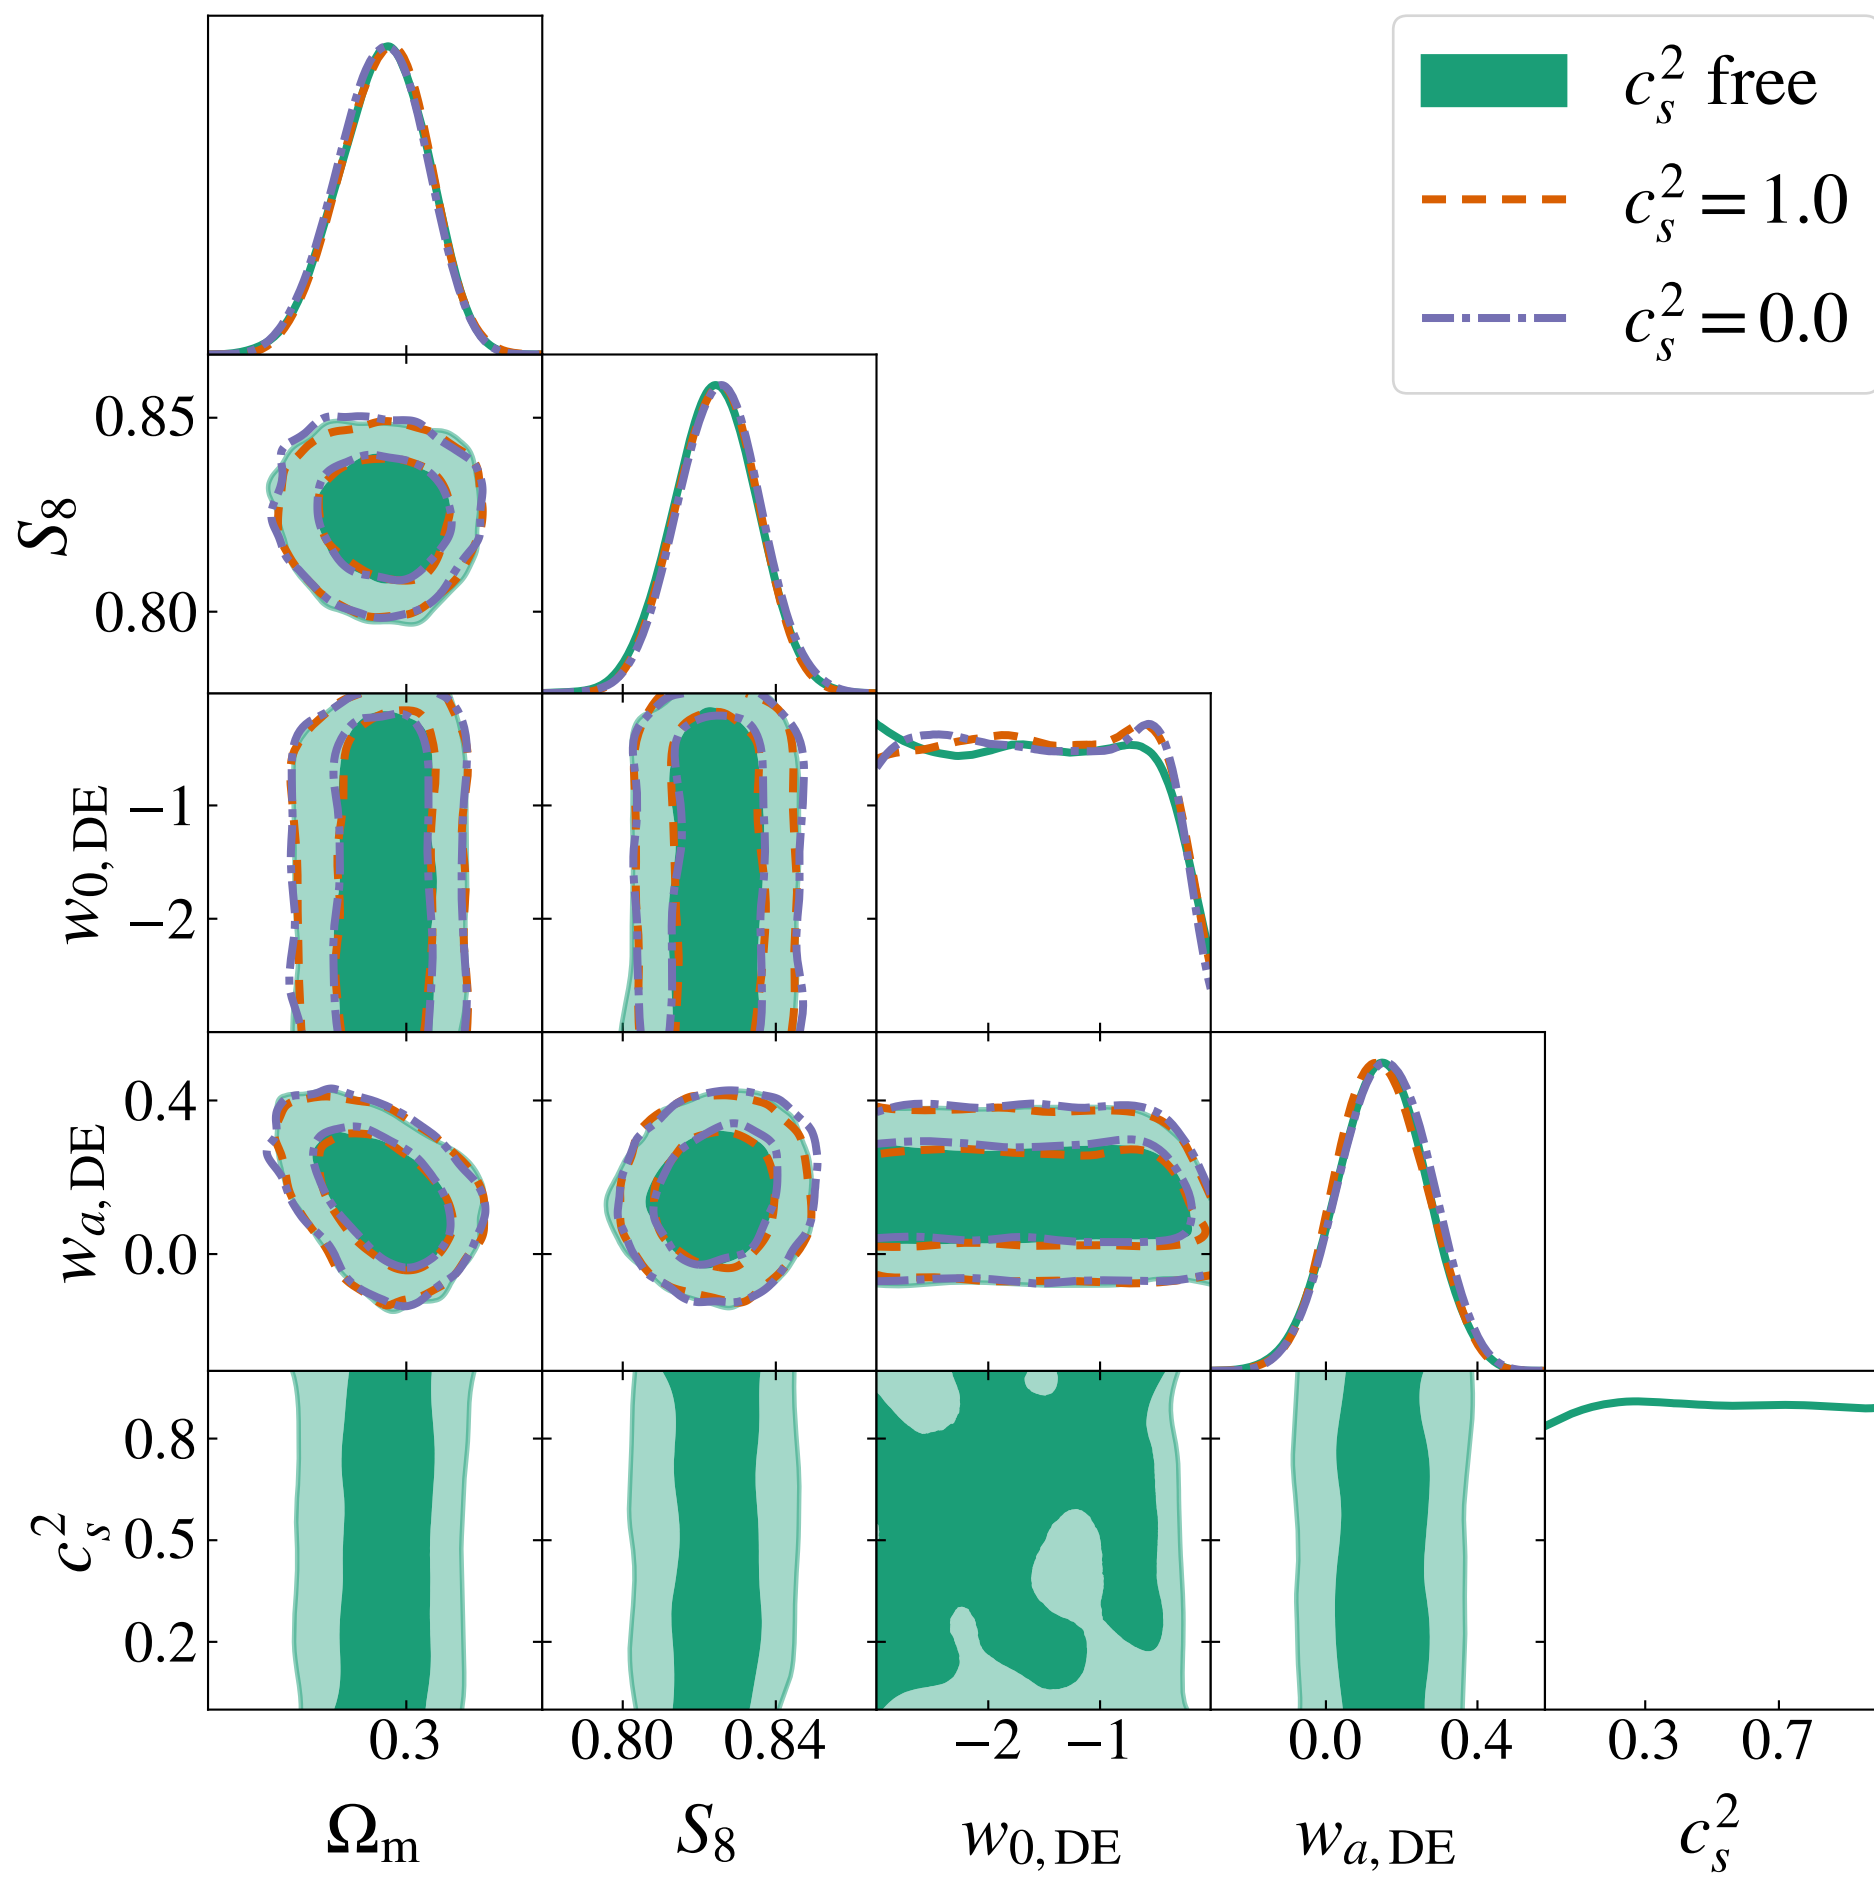 c_s^2 free
c_s^2 = 1.0
c_s^2 = 0.0
0.85
0.80
S_8
−1
−2
w_{0, DE}
0.4
0.0
w_{a, DE}
0.8
0.5
0.2
c_s^2
0.3
0.80 0.84
−2 −1
0.0 0.4
0.3 0.7
Ω_m
S_8
w_{0, DE}
w_{a, DE}
c_s^2